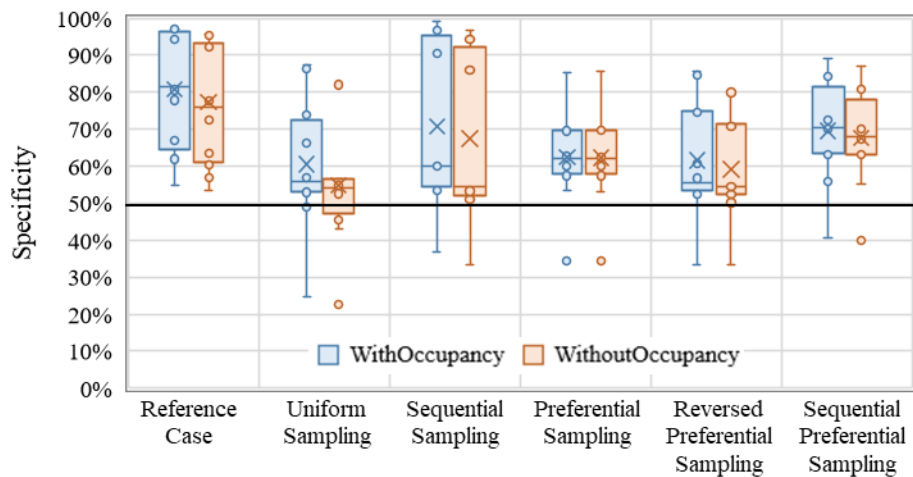 100%
90%
80%
70%
60%
50%
40%
30%
20%
10%
0%
Specificity
WithOccupancy
WithoutOccupancy
Reference
Case
Uniform
Sampling
Sequential
Sampling
Preferential
Sampling
Reversed
Preferential
Sampling
Sequential
Preferential
Sampling